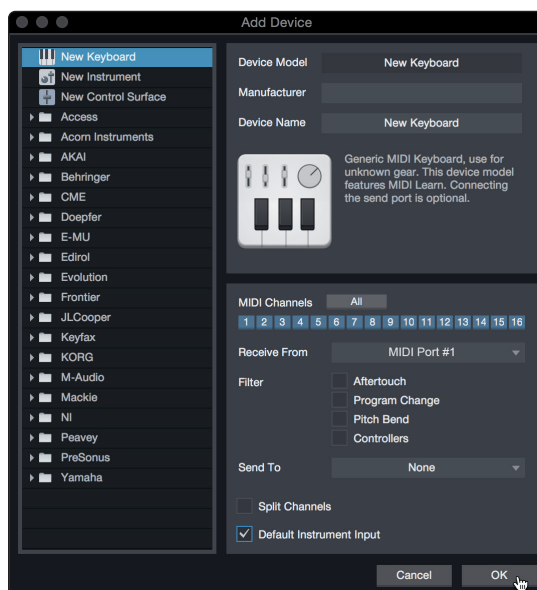 Add Device
New Keyboard
New Instrument
New Control Surface
Access
Acorn Instruments
AKAI
Behringer
CME
Doepfer
E-MU
Edirol
Evolution
Frontier
JLCooper
Keyfax
KORG
M-Audio
Mackie
NI
Peavey
PreSonus
Yamaha
Device Model New Keyboard
Manufacturer
Device Name New Keyboard
Generic MIDI Keyboard, use for
unknown gear. This device model
features MIDI Learn. Connecting
the send port is optional.
MIDI Channels All
1 2 3 4 5 6 7 8 9 10 11 12 13 14 15 16
Receive From MIDI Port #1
Filter Aftertouch
Program Change
Pitch Bend
Controllers
Send To None
Split Channels
Default Instrument Input
Cancel OK